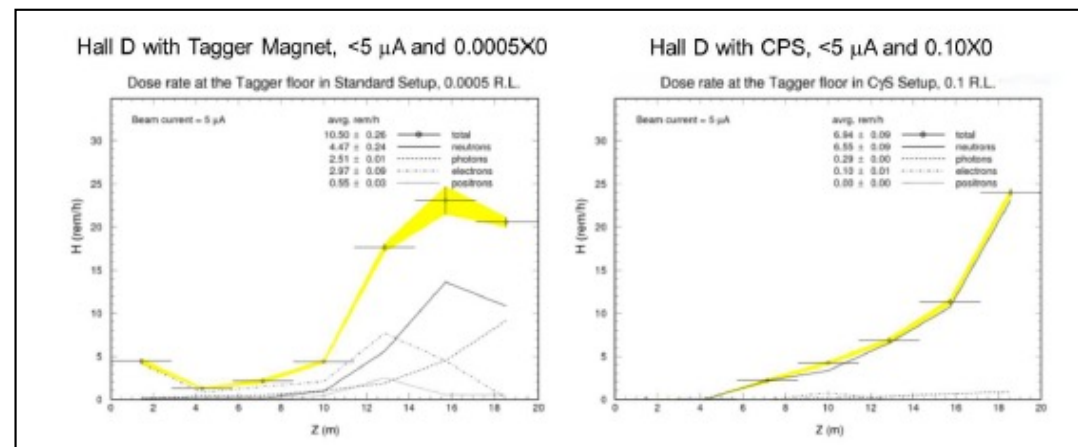 Hall D with Tagger Magnet, <5 μA and 0.0005X0
Dose rate at the Tagger floor in Standard Setup, 0.0005 R.L.
Beam current = 5 μA
avrg. rem/h
10.50 ± 0.26 total
4.47 ± 0.24 neutrons
2.51 ± 0.01 photons
2.97 ± 0.09 electrons
0.55 ± 0.03 positrons
H (rem/h)
30
25
20
15
10
5
0
0 2 4 6 8 10 12 14 16 18 20
Z (m)
Hall D with CPS, <5 μA and 0.10X0
Dose rate at the Tagger floor in CγS Setup, 0.1 R.L.
Beam current = 5 μA
avrg. rem/h
6.94 ± 0.09 total
6.55 ± 0.09 neutrons
0.29 ± 0.00 photons
0.10 ± 0.01 electrons
0.00 ± 0.00 positrons
H (rem/h)
30
25
20
15
10
5
0
0 2 4 6 8 10 12 14 16 18 20
Z (m)